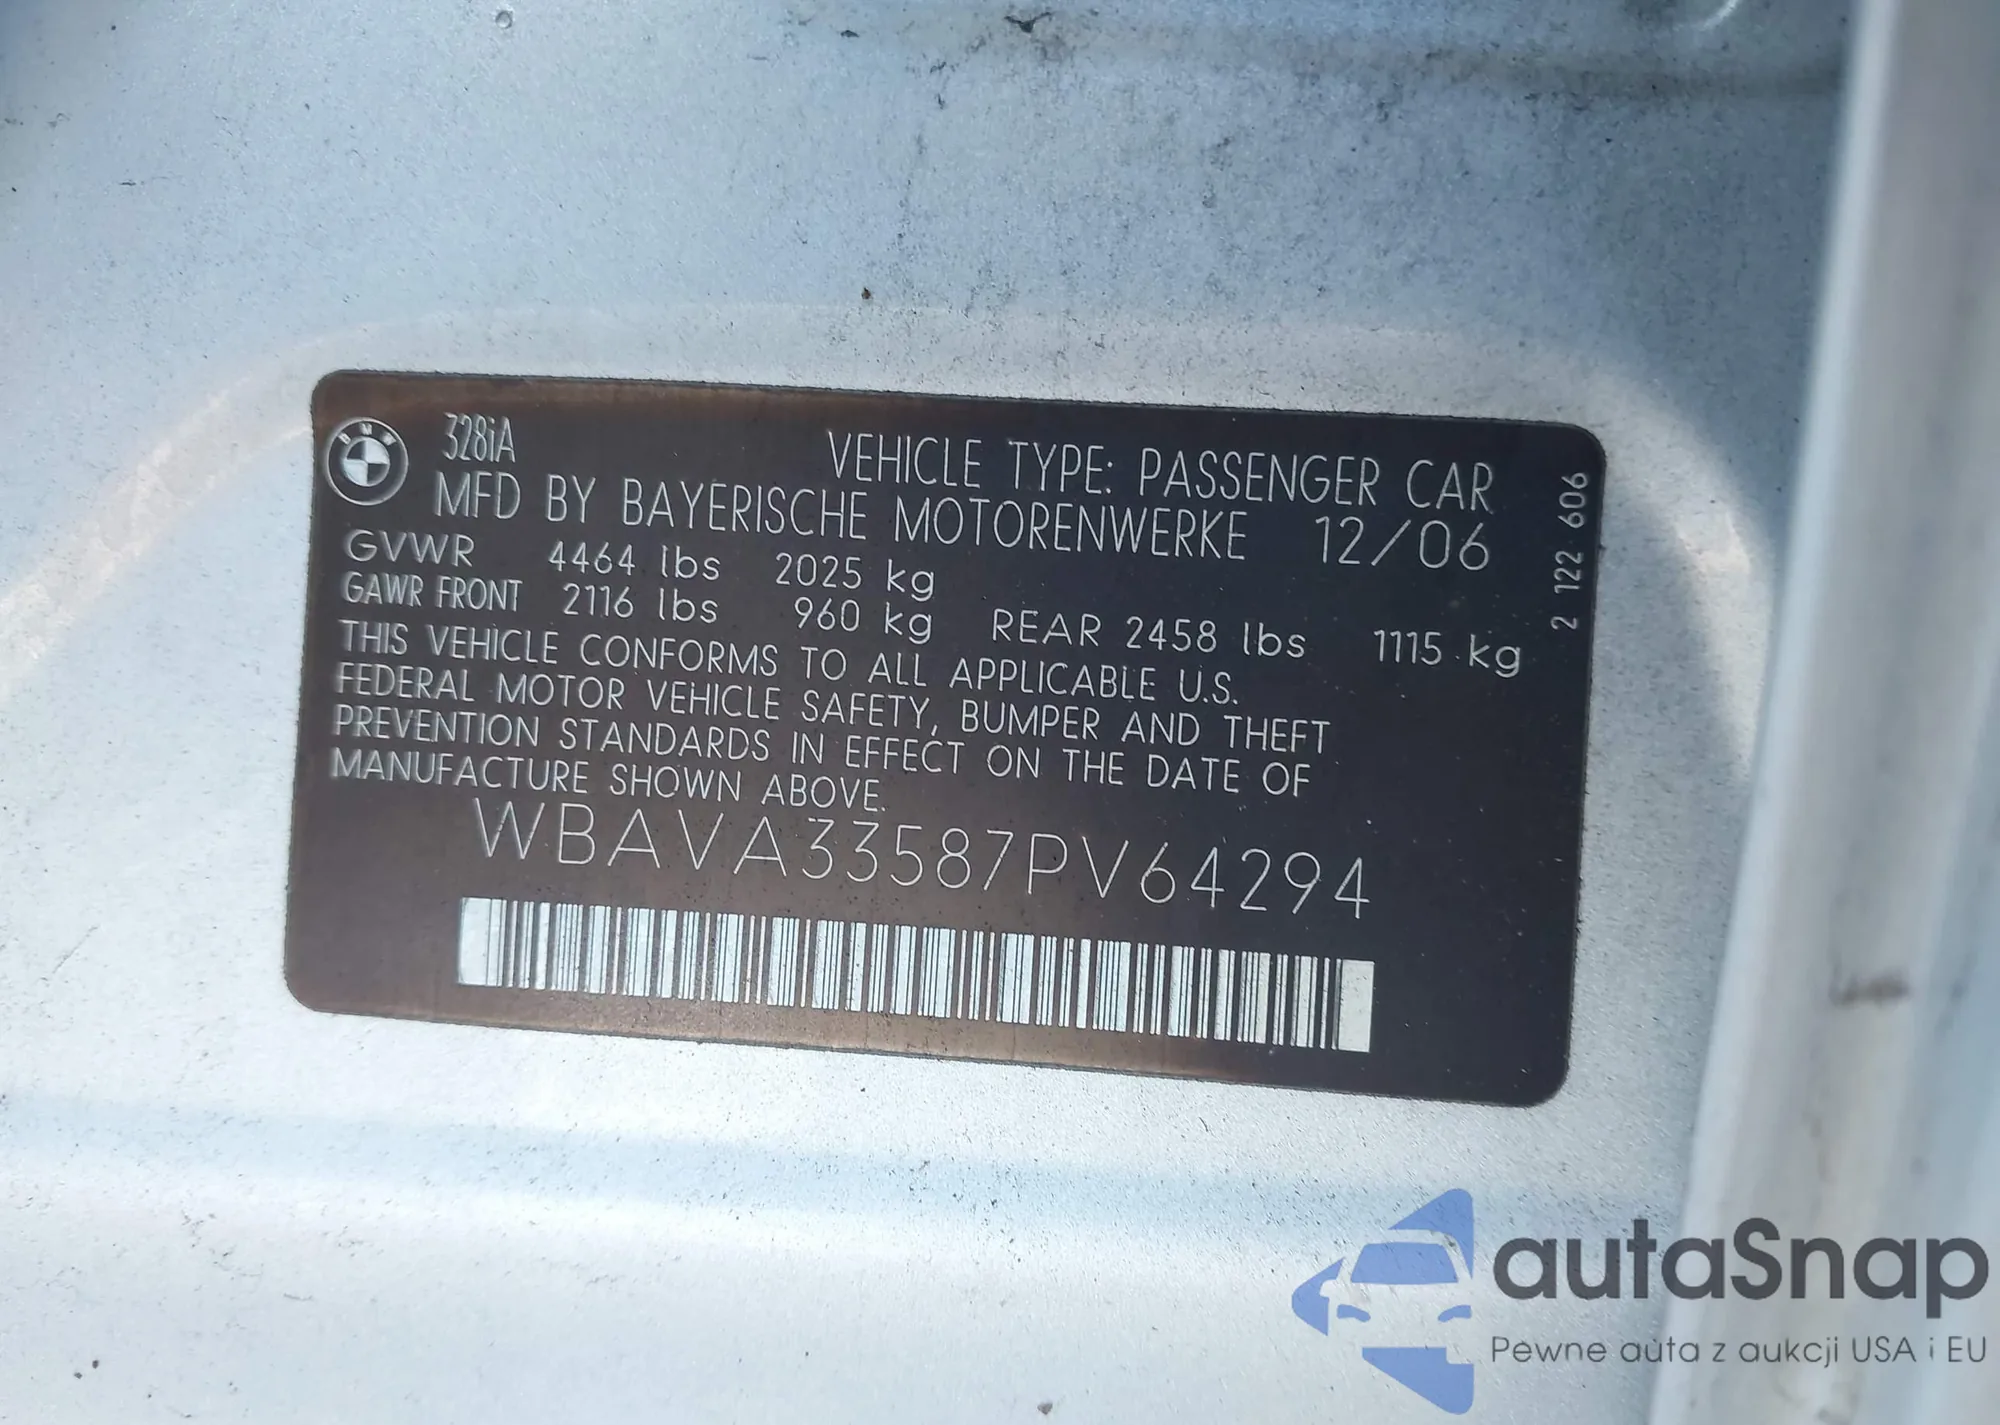 BMW
328iA
VEHICLE TYPE: PASSENGER CAR
MFD BY BAYERISCHE MOTORENWERKE 12/06
GVWR 4464 lbs 2025 kg
GAWR FRONT 2116 lbs 960 kg REAR 2458 lbs 1115 kg
THIS VEHICLE CONFORMS TO ALL APPLICABLE U.S.
FEDERAL MOTOR VEHICLE SAFETY, BUMPER AND THEFT
PREVENTION STANDARDS IN EFFECT ON THE DATE OF
MANUFACTURE SHOWN ABOVE.
WBAVA33587PV64294
2 122 606
autaSnap
Pewne auta z aukcji USA i EU